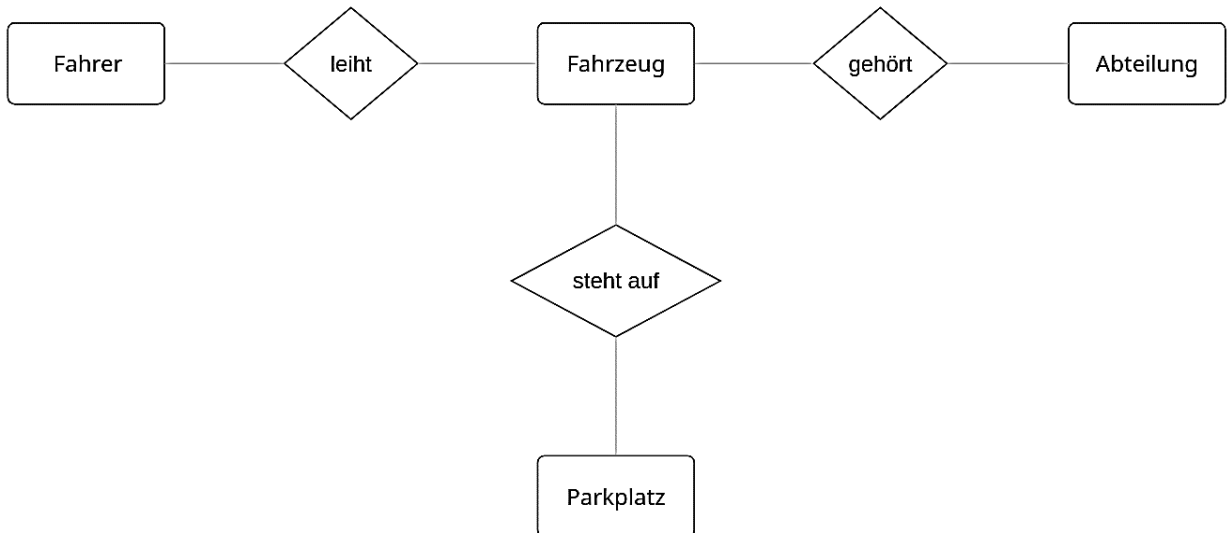 Fahrer
leiht
Fahrzeug
gehört
Abteilung
steht auf
Parkplatz